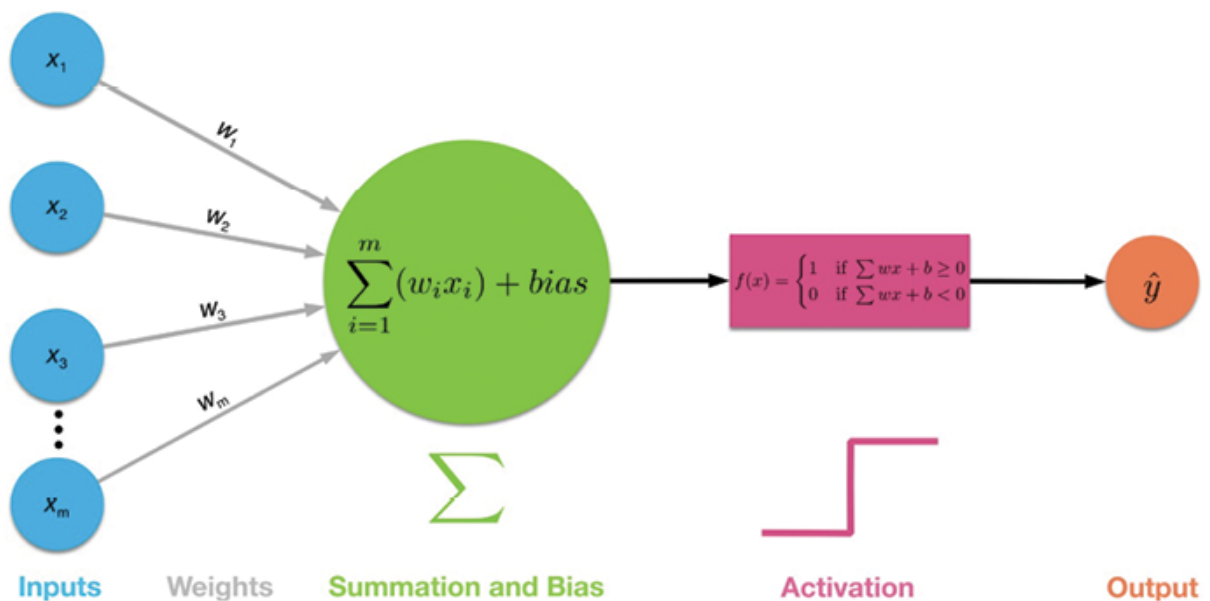 x₁
w₁
x₂
w₂
x₃
w₃
xₘ
wₘ
∑ᵢ₌₁ᵐ(wᵢxᵢ) + bias
∑
f(x) = {1 if ∑ wx + b ≥ 0
0 if ∑ wx + b < 0
ŷ
Inputs
Weights
Summation and Bias
Activation
Output